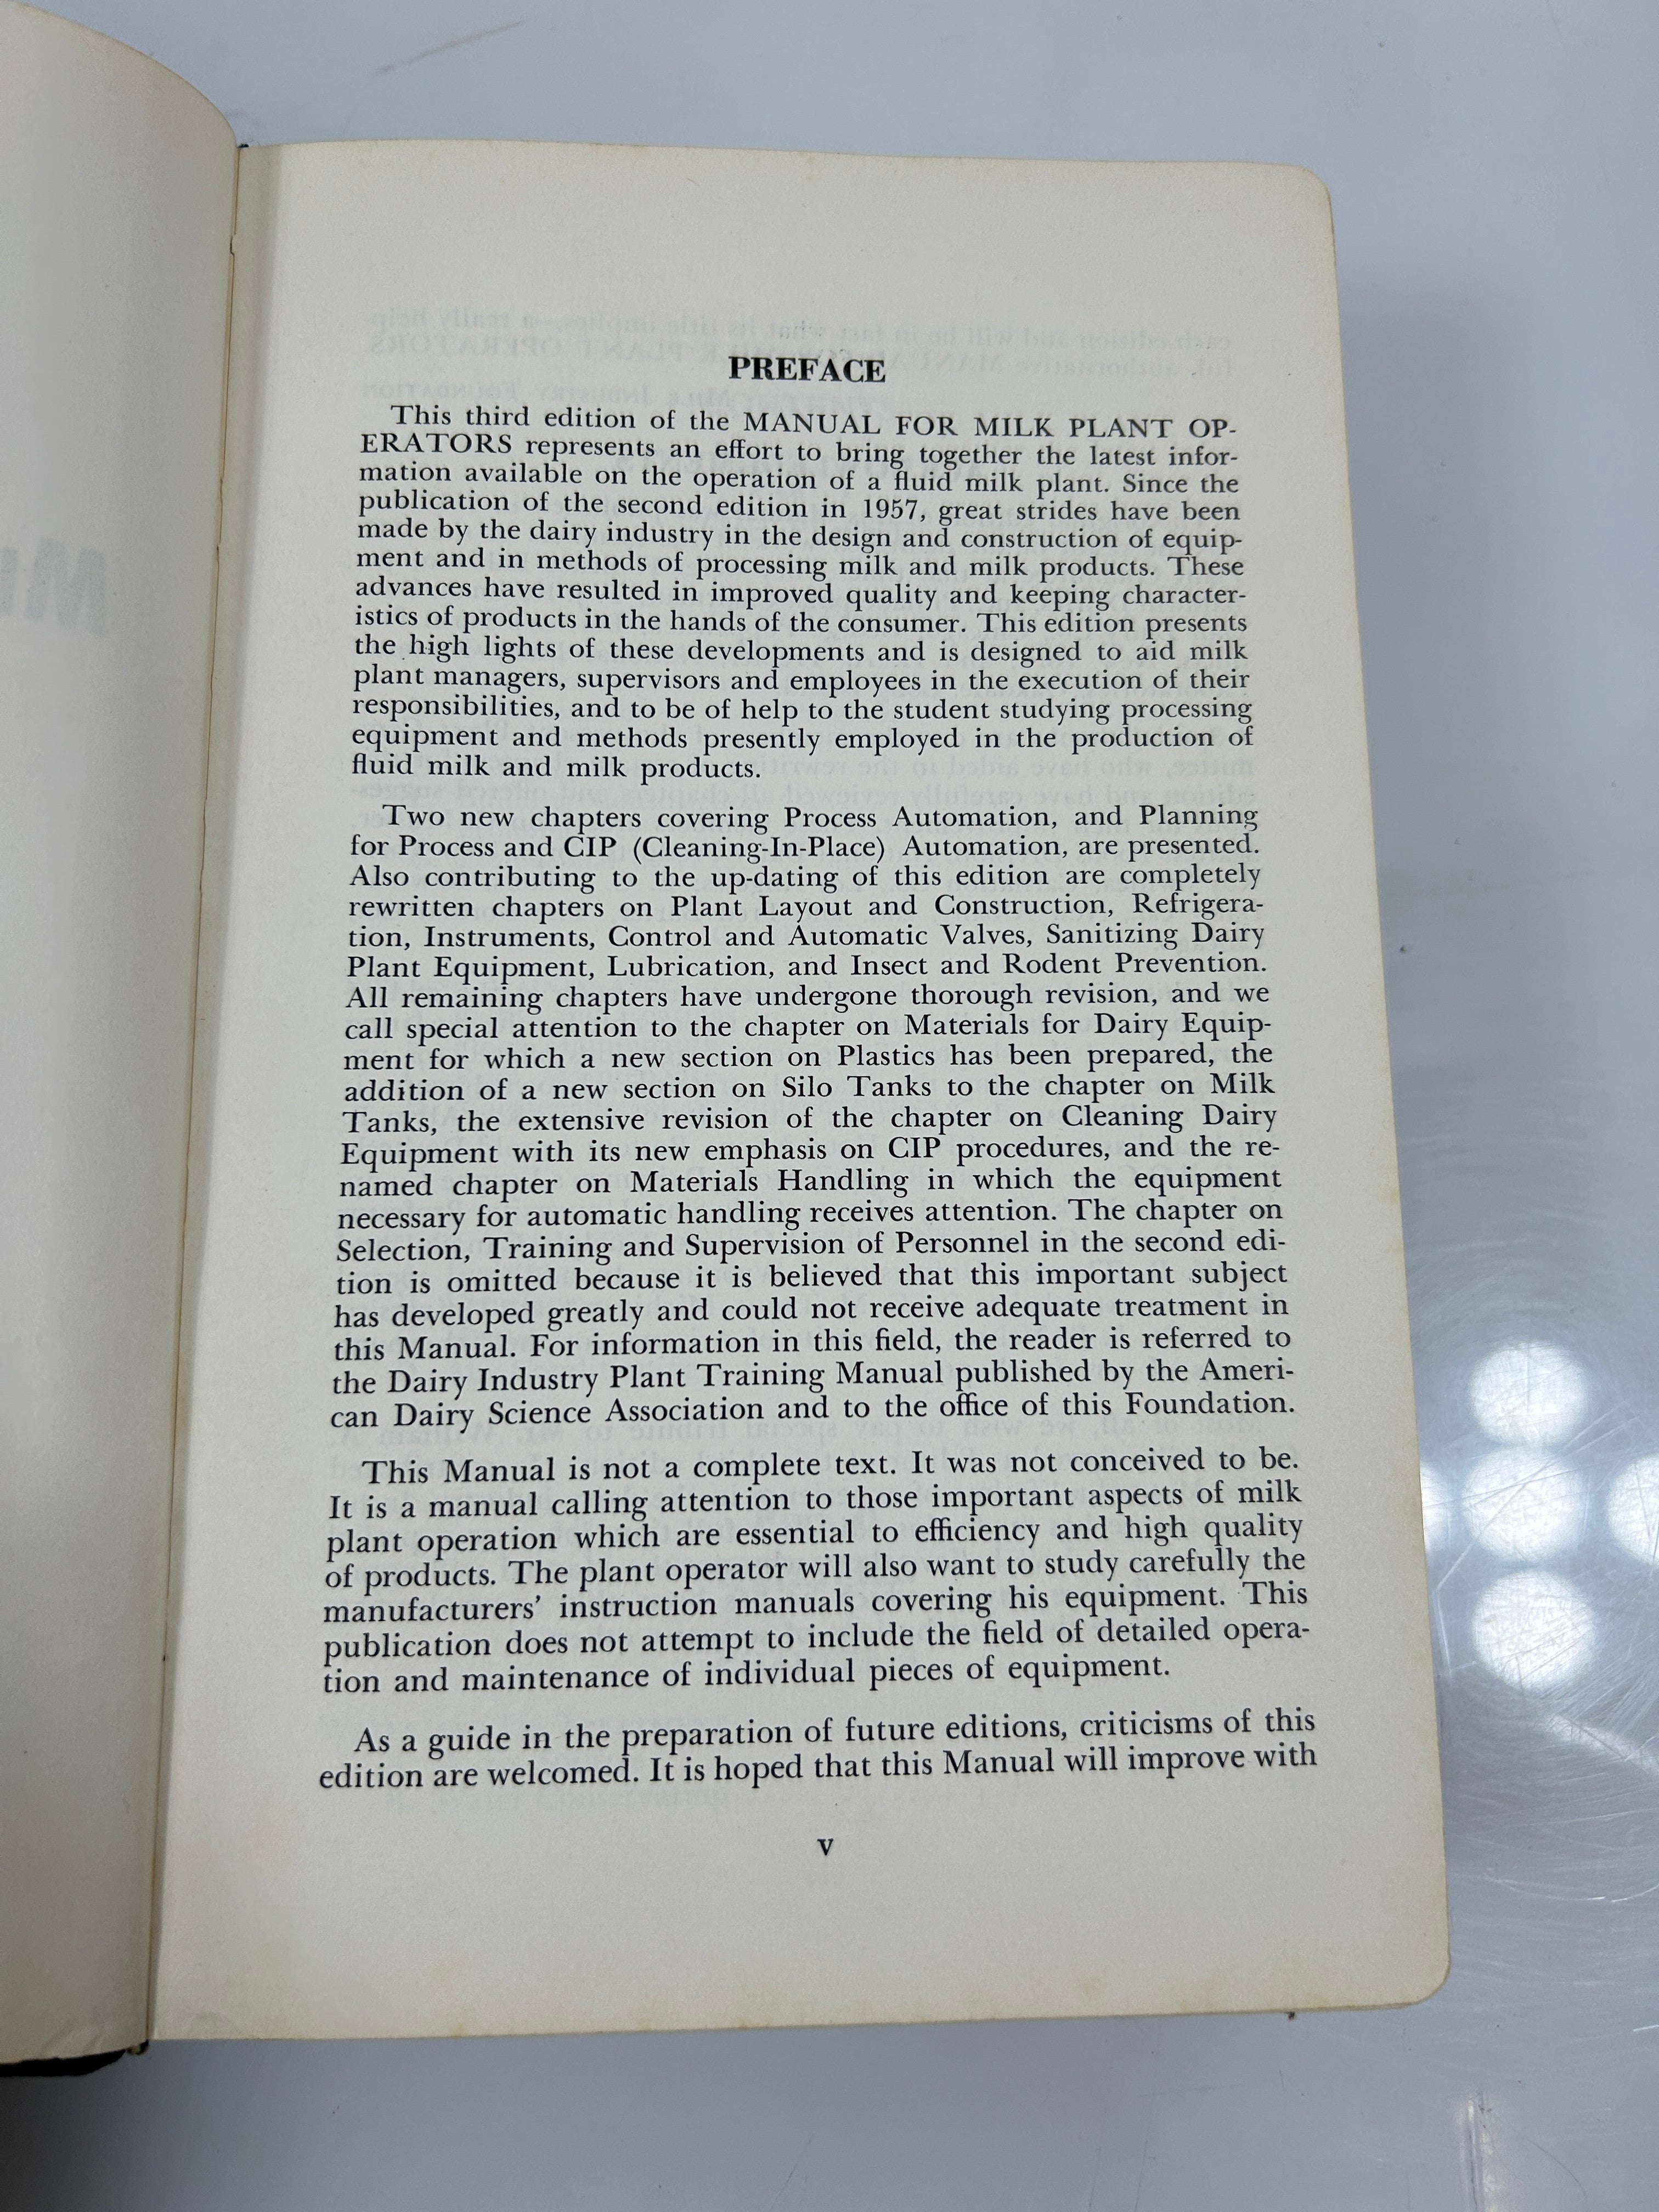 PREFACE
This third edition of the MANUAL FOR MILK PLANT OP-
ERATORS represents an effort to bring together the latest infor-
mation available on the operation of a fluid milk plant. Since the
publication of the second edition in 1957, great strides have been
made by the dairy industry in the design and construction of equip-
ment and in methods of processing milk and milk products. These
advances have resulted in improved quality and keeping character-
istics of products in the hands of the consumer. This edition presents
the high lights of these developments and is designed to aid milk
plant managers, supervisors and employees in the execution of their
responsibilities, and to be of help to the student studying processing
equipment and methods presently employed in the production of
fluid milk and milk products.
Two new chapters covering Process Automation, and Planning
for Process and CIP (Cleaning-In-Place) Automation, are presented.
Also contributing to the up-dating of this edition are completely
rewritten chapters on Plant Layout and Construction, Refrigera-
tion, Instruments, Control and Automatic Valves, Sanitizing Dairy
Plant Equipment, Lubrication, and Insect and Rodent Prevention.
All remaining chapters have undergone thorough revision, and we
call special attention to the chapter on Materials for Dairy Equip-
ment for which a new section on Plastics has been prepared, the
addition of a new section on Silo Tanks to the chapter on Milk
Tanks, the extensive revision of the chapter on Cleaning Dairy
Equipment with its new emphasis on CIP procedures, and the re-
named chapter on Materials Handling in which the equipment
necessary for automatic handling receives attention. The chapter on
Selection, Training and Supervision of Personnel in the second edi-
tion is omitted because it is believed that this important subject
has developed greatly and could not receive adequate treatment in
this Manual. For information in this field, the reader is referred to
the Dairy Industry Plant Training Manual published by the Ameri-
can Dairy Science Association and to the office of this Foundation.
This Manual is not a complete text. It was not conceived to be.
It is a manual calling attention to those important aspects of milk
plant operation which are essential to efficiency and high quality
of products. The plant operator will also want to study carefully the
manufacturers' instruction manuals covering his equipment. This
publication does not attempt to include the field of detailed opera-
tion and maintenance of individual pieces of equipment.
As a guide in the preparation of future editions, criticisms of this
edition are welcomed. It is hoped that this Manual will improve with
v